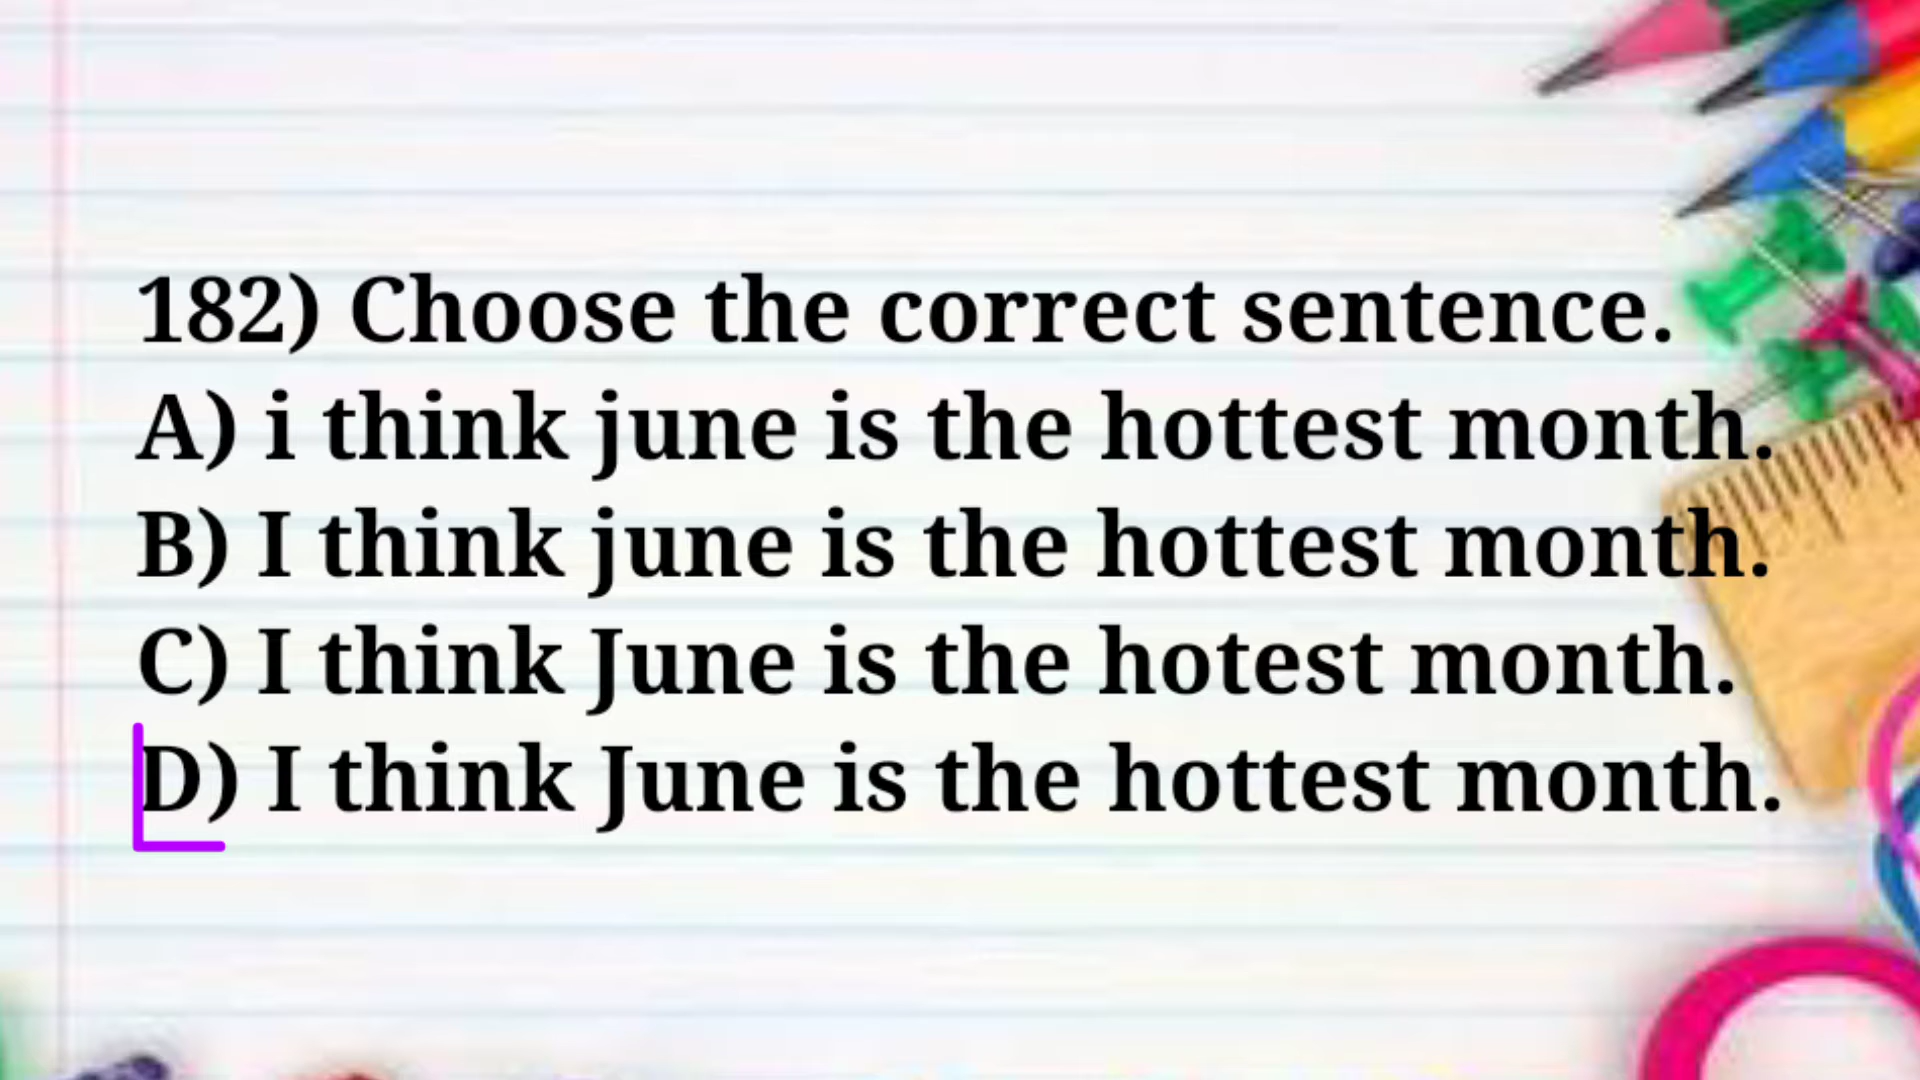 182) Choose the correct sentence.
A) i think june is the hottest month.
B) I think june is the hottest month.
C) I think June is the hotest month.
D) I think June is the hottest month.